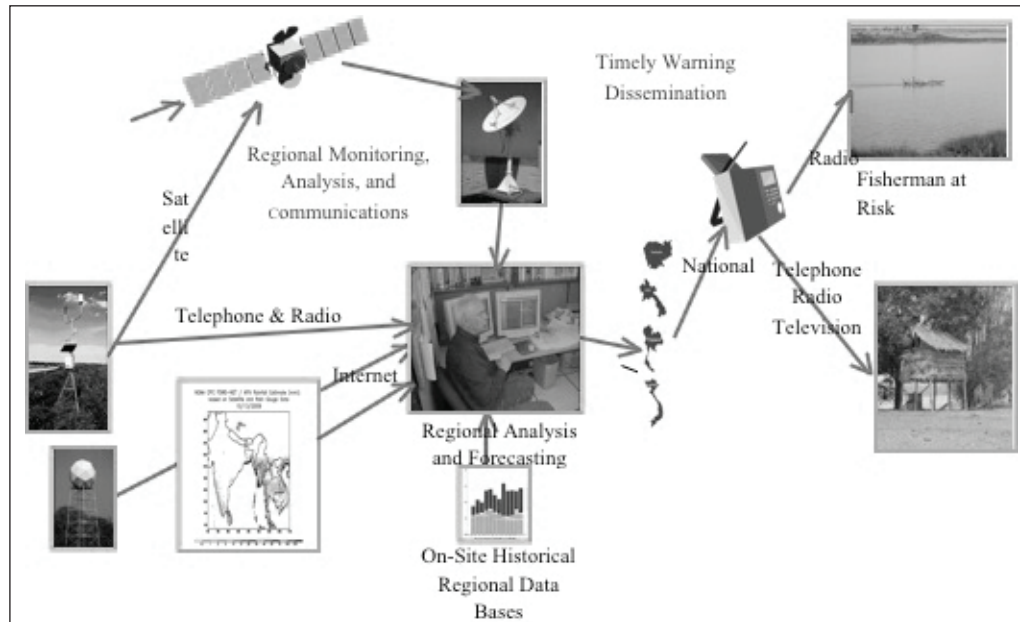 Timely Warning
Dissemination
Regional Monitoring,
Analysis, and
Communications
Sat
elli
te
Radio
Fisherman at
Risk
National
Telephone
Radio
Television
Telephone & Radio
Internet
Regional Analysis
and Forecasting
On-Site Historical
Regional Data
Bases